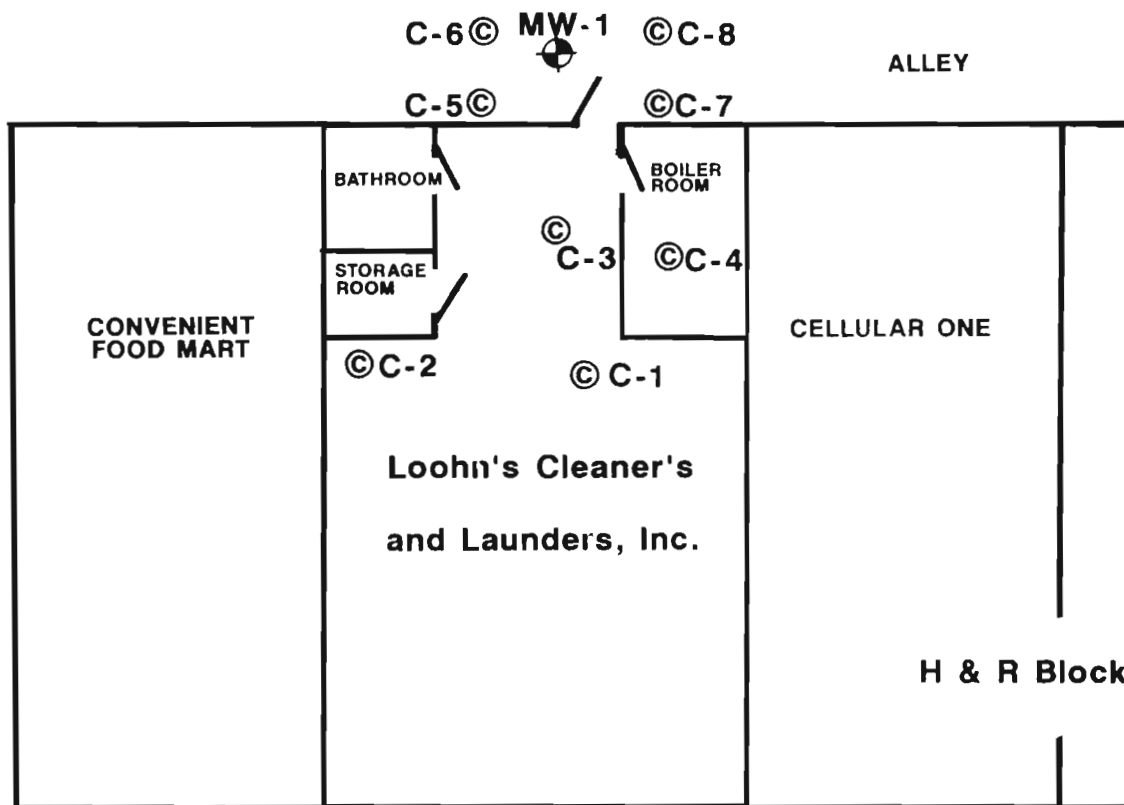 C-6 © MW-1 © C-8
ALLEY
C-5 © © C-7
BATHROOM
BOILER
ROOM
©
C-3
© C-4
STORAGE
ROOM
CONVENIENT
FOOD MART
CELLULAR ONE
© C-2
© C-1
Loohn's Cleaner's
and Launders, Inc.
H & R Block